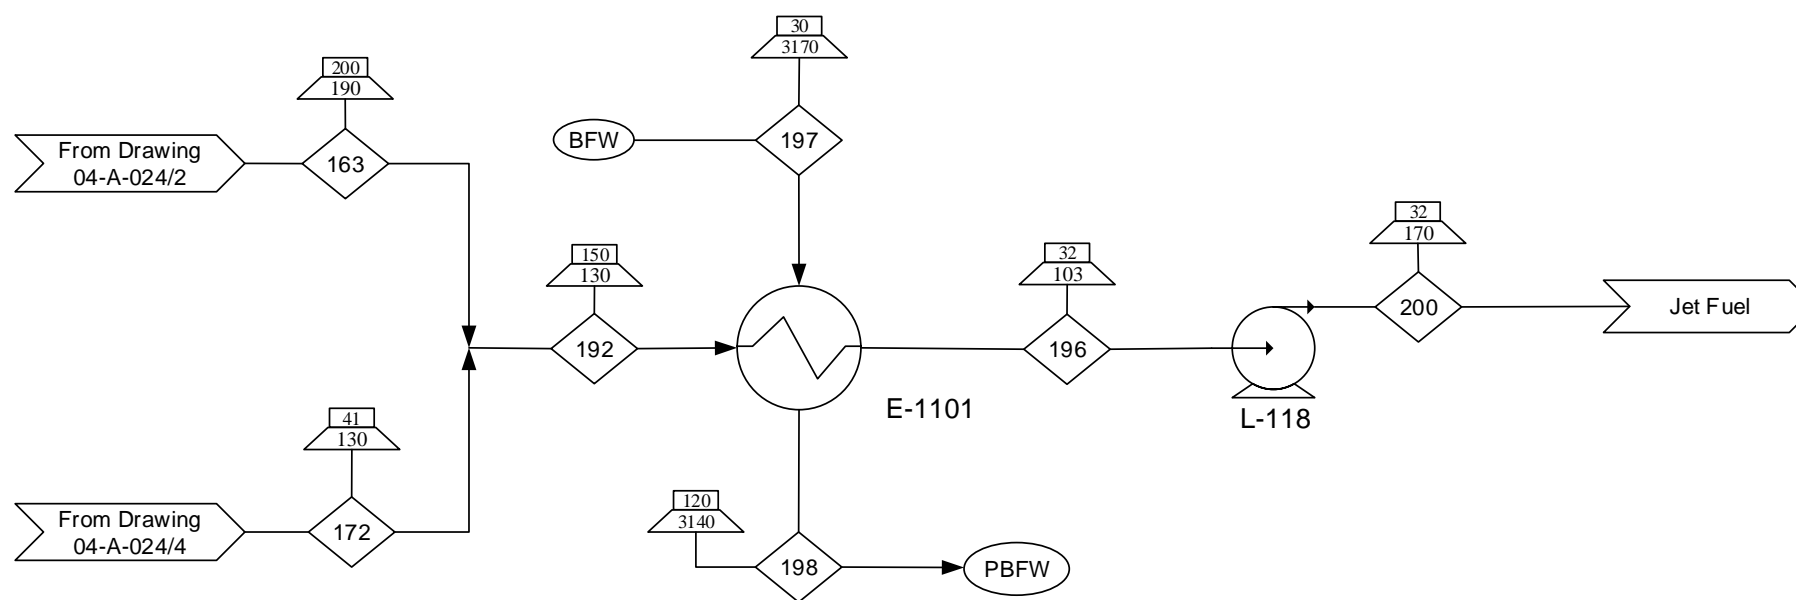 30
3170
200
190
From Drawing
04-A-024/2
163
BFW
197
32
170
150
130
32
103
192
196
200
Jet Fuel
E-1101
L-118
41
130
120
3140
From Drawing
04-A-024/4
172
198
PBFW